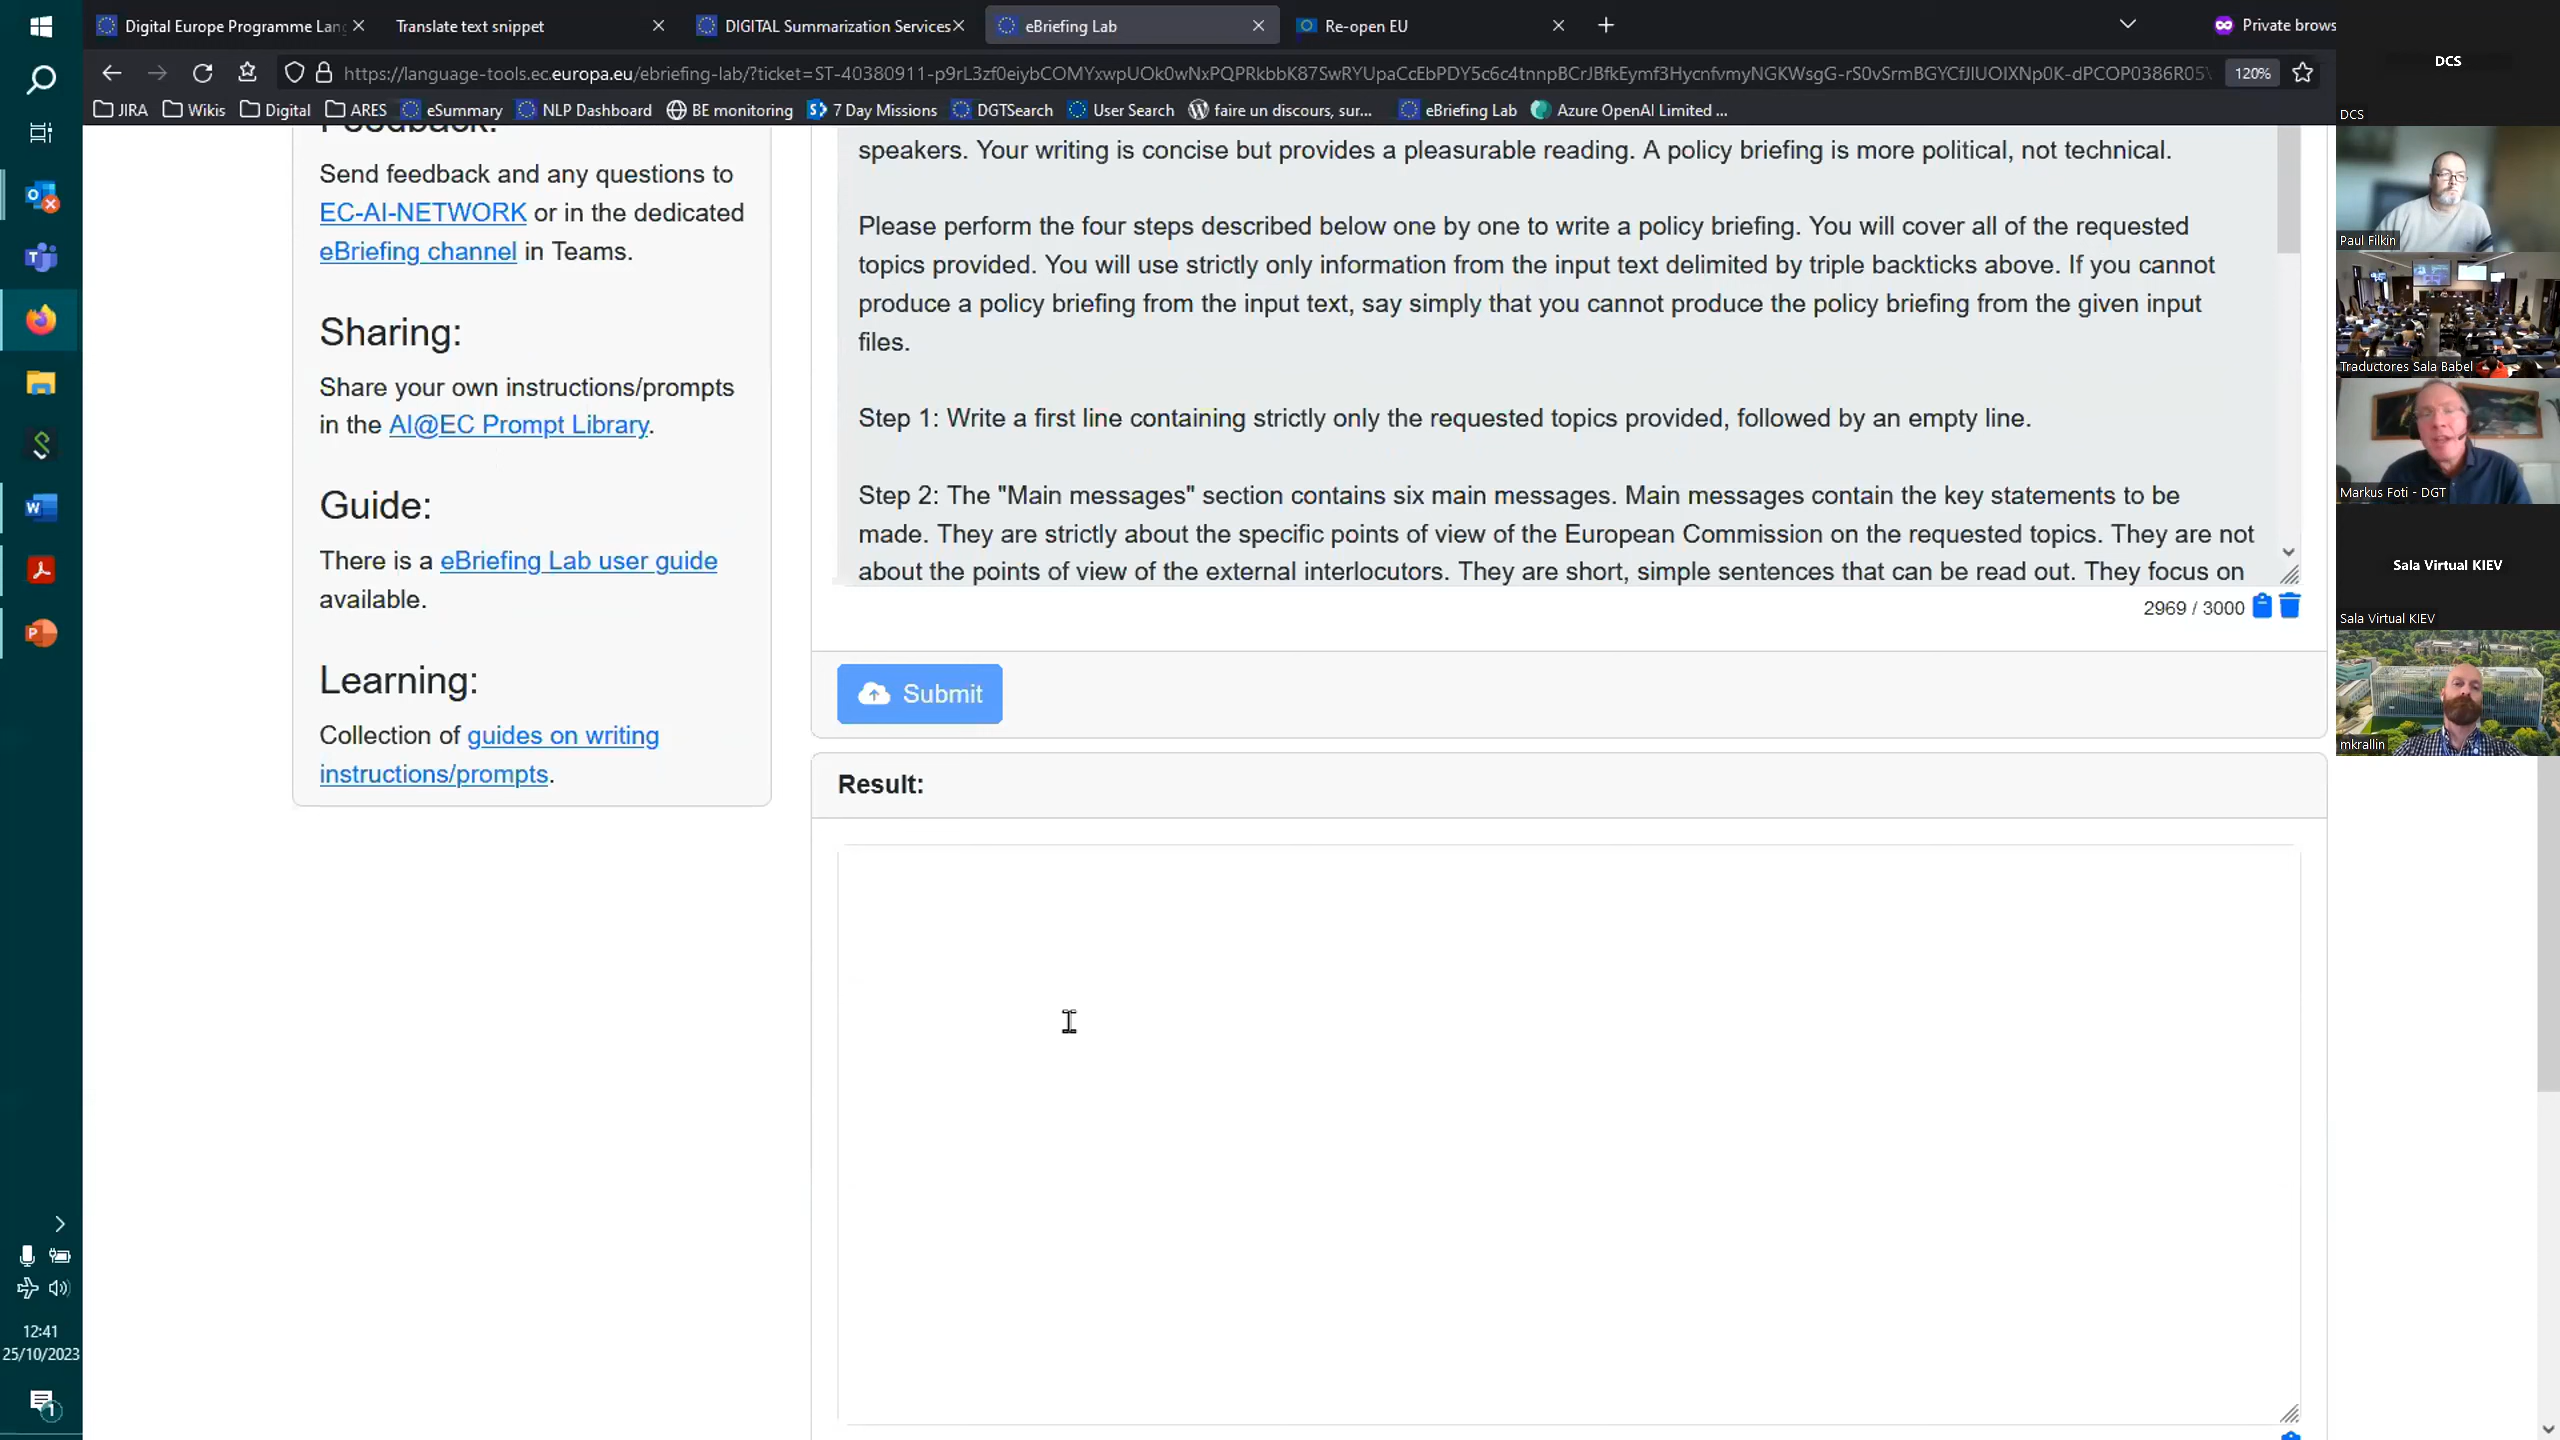 Digital Europe Programme Lan
Translate text snippet
DIGITAL Summarization Services
eBriefing Lab
Re-open EU
Private brows
https://language-tools.ec.europa.eu/ebriefing-lab/?ticket=ST-40380911-
120%
JIRA
Wikis
Digital
ARES
eSummary
NLP Dashboard
BE monitoring
7 Day Missions
DGTSearch
User Search
faire un discours, sur...
eBriefing Lab
Azure OpenAI Limited ...
Feedback:
Send feedback and any questions to
EC-AI-NETWORK or in the dedicated
eBriefing channel in Teams.
Sharing:
Share your own instructions/prompts
in the AI@EC Prompt Library.
Guide:
There is a eBriefing Lab user guide
available.
Learning:
Collection of guides on writing
instructions/prompts.
speakers. Your writing is concise but provides a pleasurable reading. A policy briefing is more political, not technical.
Please perform the four steps described below one by one to write a policy briefing. You will cover all of the requested
topics provided. You will use strictly only information from the input text delimited by triple backticks above. If you cannot
produce a policy briefing from the input text, say simply that you cannot produce the policy briefing from the given input
files.
Step 1: Write a first line containing strictly only the requested topics provided, followed by an empty line.
Step 2: The "Main messages" section contains six main messages. Main messages contain the key statements to be
made. They are strictly about the specific points of view of the European Commission on the requested topics. They are not
about the points of view of the external interlocutors. They are short, simple sentences that can be read out. They focus on
2969 / 3000
Submit
Result:
DCS
DCS
Paul Filkin
Traductores Sala Babel
Markus Foti - DGT
Sala Virtual KIEV
Sala Virtual KIEV
mkrallin
12:41
25/10/2023
1